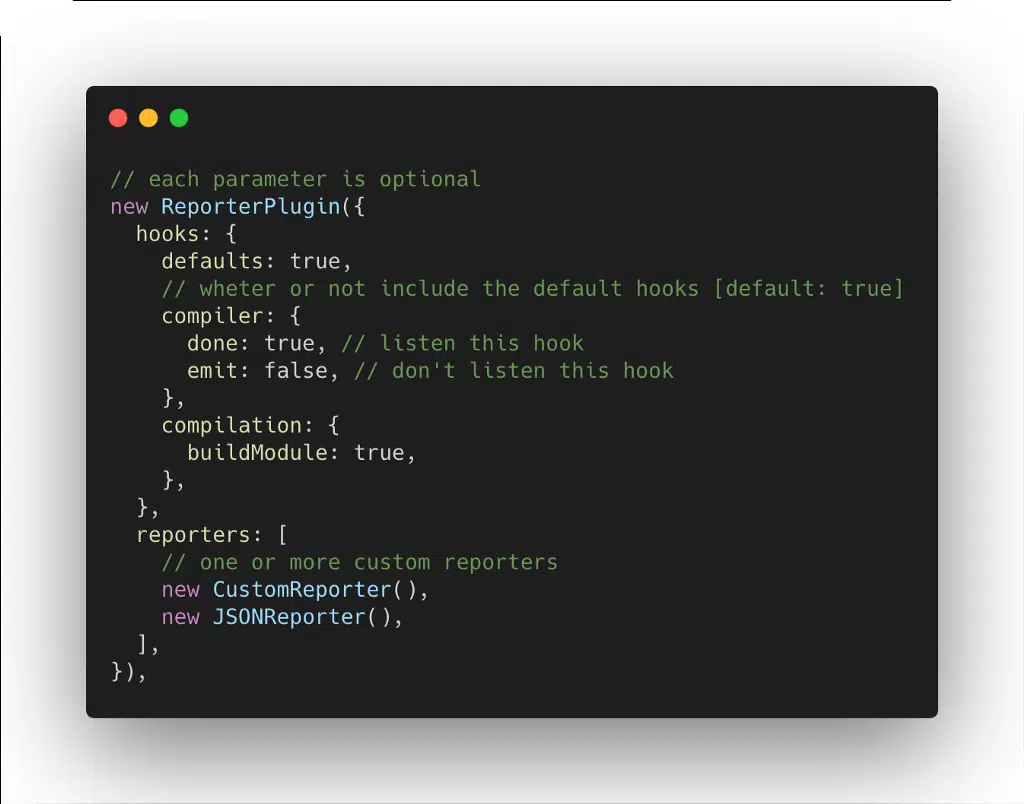 // each parameter is optional
new ReporterPlugin({
  hooks: {
    defaults: true,
    // wheter or not include the default hooks [default: true]
    compiler: {
      done: true, // listen this hook
      emit: false, // don't listen this hook
    },
    compilation: {
      buildModule: true,
    },
  },
  reporters: [
    // one or more custom reporters
    new CustomReporter(),
    new JSONReporter(),
  ],
}),